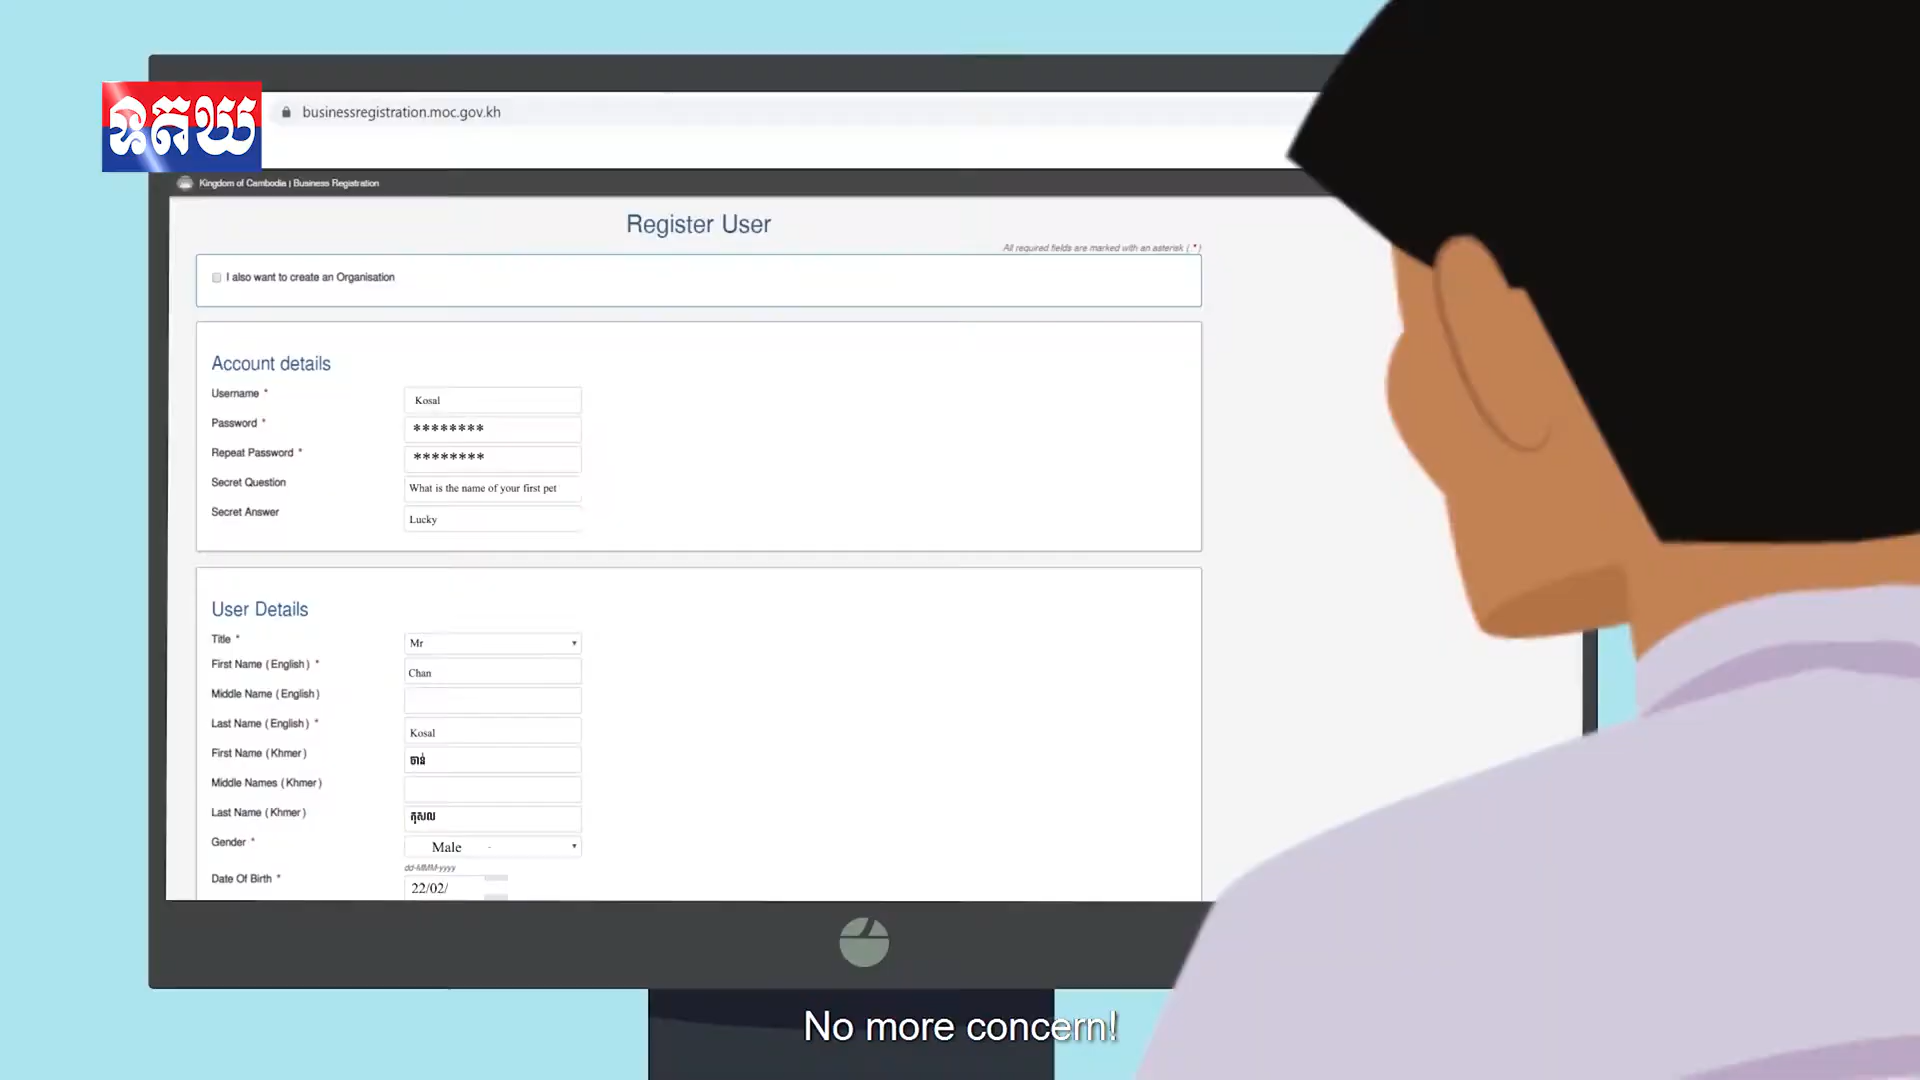 ឧតឃ
businessregistration.moc.gov.kh
Kingdom of Cambodia | Business Registration
Register User
All required fields are marked with an asterisk ( * )
I also want to create an Organisation
Account details
Username * Kosal
Password * ********
Repeat Password * ********
Secret Question What is the name of your first pet
Secret Answer Lucky
User Details
Title * Mr
First Name ( English ) * Chan
Middle Name ( English )
Last Name ( English ) * Kosal
First Name ( Khmer ) ចាន់
Middle Names ( Khmer )
Last Name ( Khmer ) កុសល
Gender * Male -
dd-MMM-yyyy
Date Of Birth * 22/02/
No more concern!